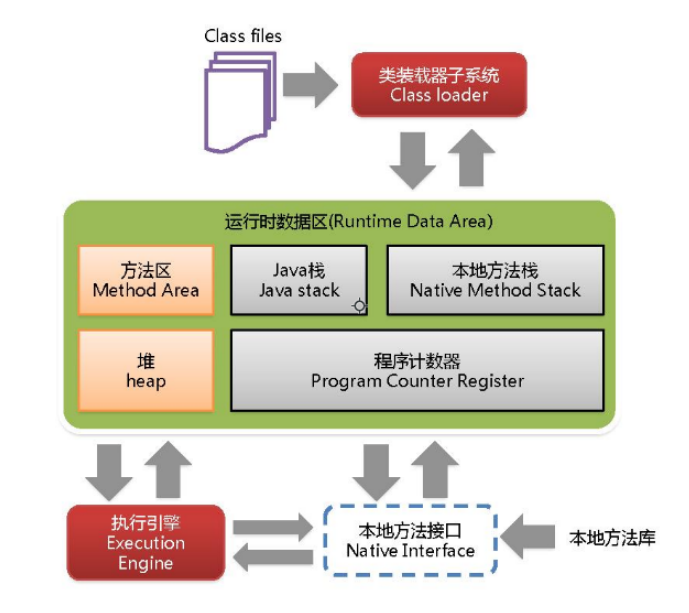 Class files
类装载器子系统
Class loader
运行时数据区(Runtime Data Area)
方法区
Method Area
Java栈
Java stack
本地方法栈
Native Method Stack
堆
heap
程序计数器
Program Counter Register
执行引擎
Execution
Engine
本地方法接口
Native Interface
本地方法库